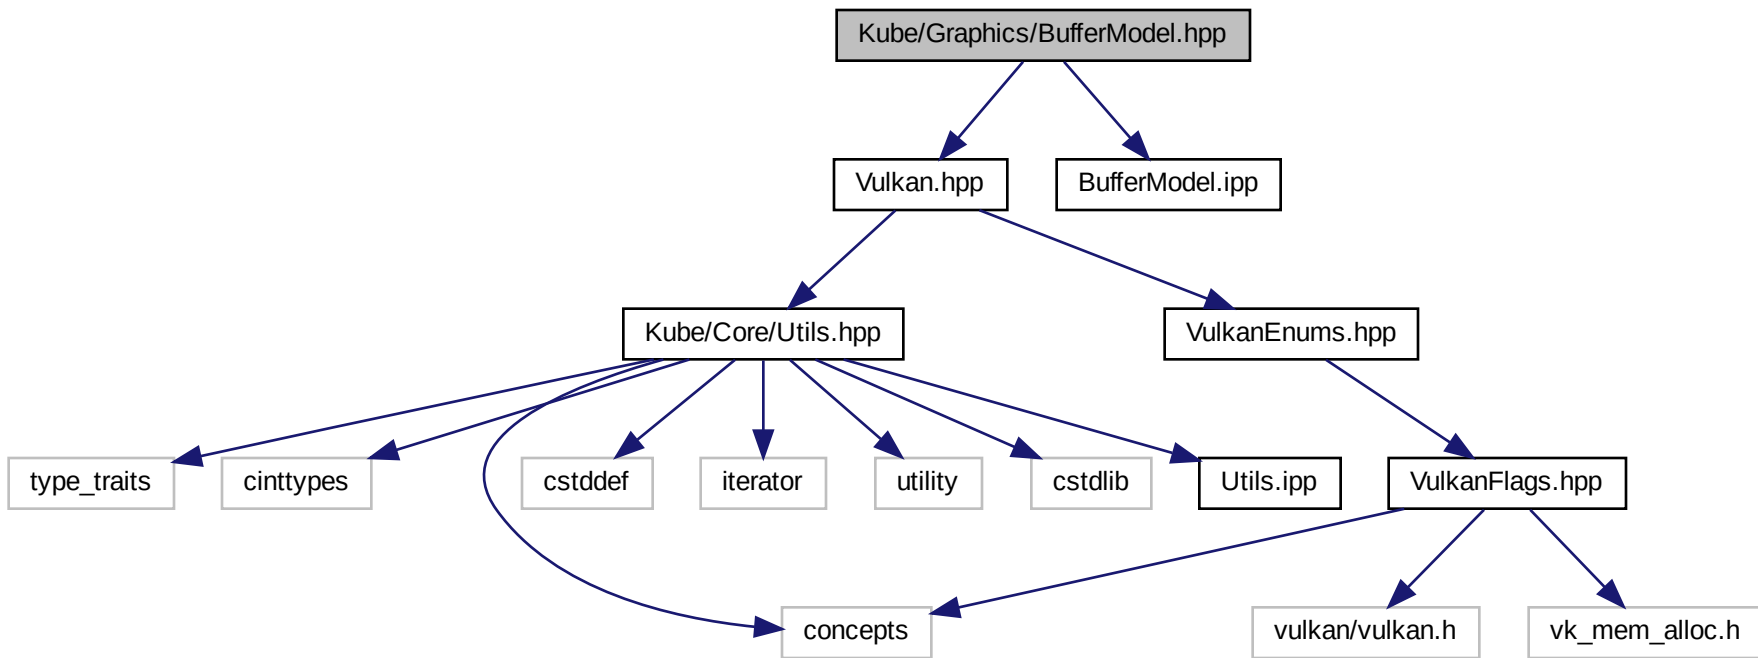 Kube/Graphics/BufferModel.hpp
Vulkan.hpp
BufferModel.ipp
Kube/Core/Utils.hpp
VulkanEnums.hpp
type_traits
cinttypes
cstddef
iterator
utility
cstdlib
Utils.ipp
VulkanFlags.hpp
concepts
vulkan/vulkan.h
vk_mem_alloc.h